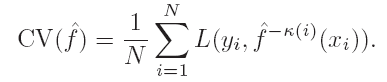 CV(\hat{f}) = \frac{1}{N} \sum_{i=1}^{N} L(y_i, \hat{f}^{-\kappa(i)}(x_i)).